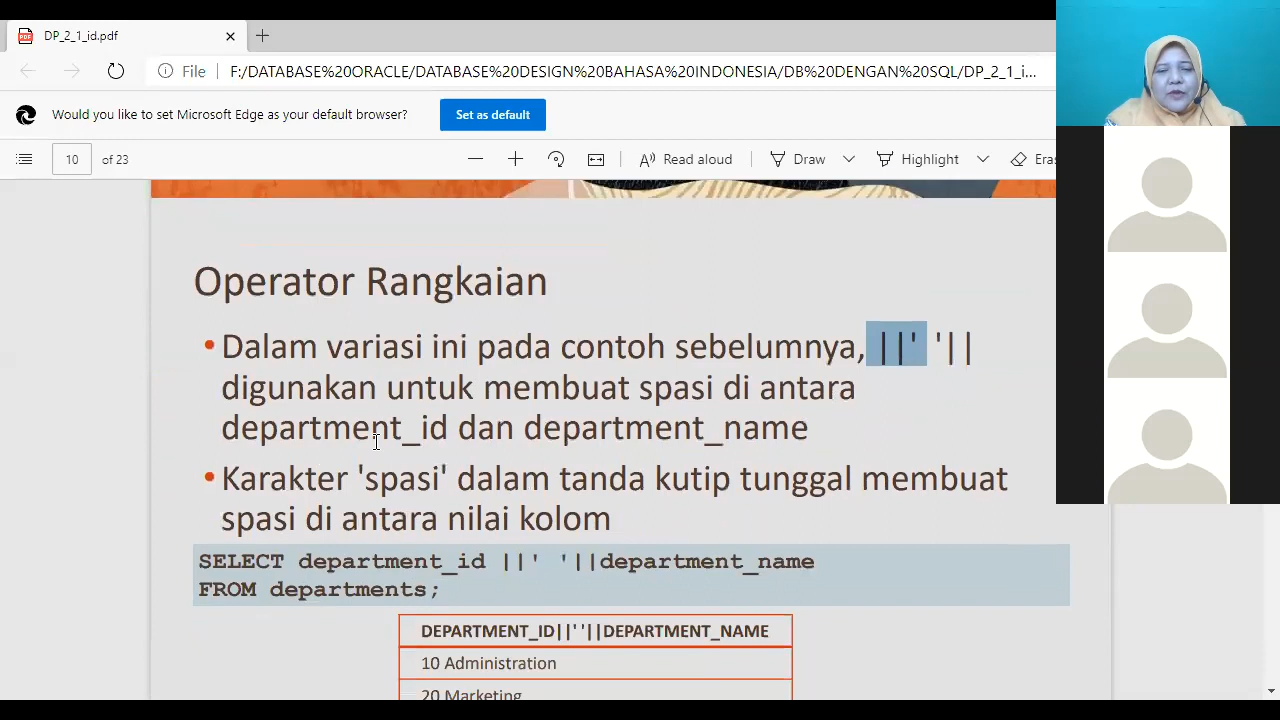 DP_2_1_id.pdf
File F:/DATABASE%20ORACLE/DATABASE%20DESIGN%20BAHASA%20INDONESIA/DB%20DENGAN%20SQL/DP_2_1_i...
Would you like to set Microsoft Edge as your default browser? Set as default
10 of 23 Read aloud Draw Highlight Eras
Operator Rangkaian
• Dalam variasi ini pada contoh sebelumnya, ||' '||
digunakan untuk membuat spasi di antara
department_id dan department_name
• Karakter 'spasi' dalam tanda kutip tunggal membuat
spasi di antara nilai kolom
SELECT department_id ||' '||department_name
FROM departments;
DEPARTMENT_ID||' '||DEPARTMENT_NAME
10 Administration
20 Marketing